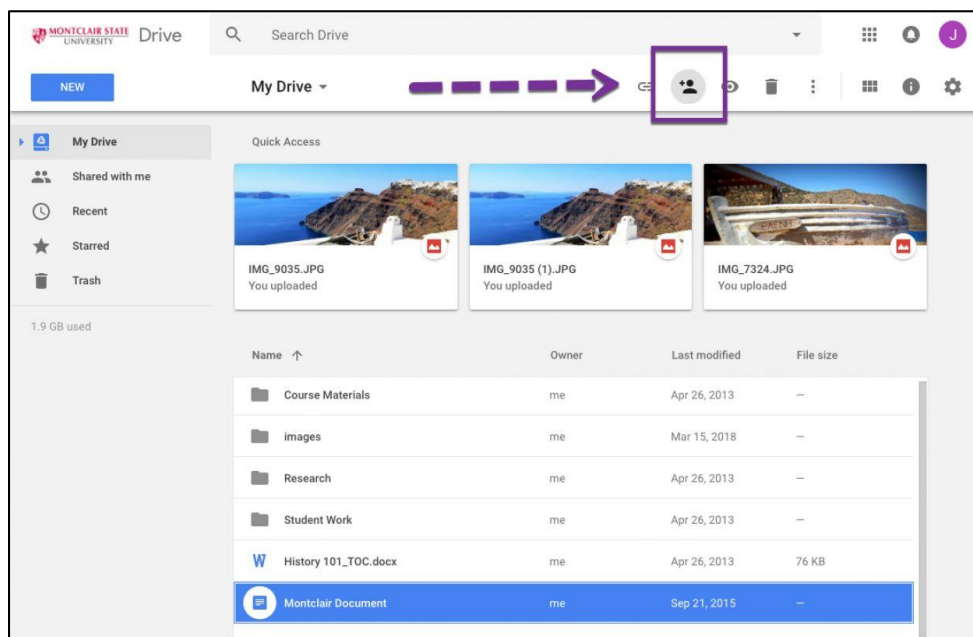 MONTCLAIR STATE
UNIVERSITY
Drive
Search Drive
J
NEW
My Drive
My Drive
Shared with me
Recent
Starred
Trash
1.9 GB used
Quick Access
IMG_9035.JPG
You uploaded
IMG_9035 (1).JPG
You uploaded
IMG_7324.JPG
You uploaded
Name Owner Last modified File size
Course Materials me Apr 26, 2013 —
images me Mar 15, 2018 —
Research me Apr 26, 2013 —
Student Work me Apr 26, 2013 —
W History 101_TOC.docx me Apr 26, 2013 76 KB
Montclair Document me Sep 21, 2015 —